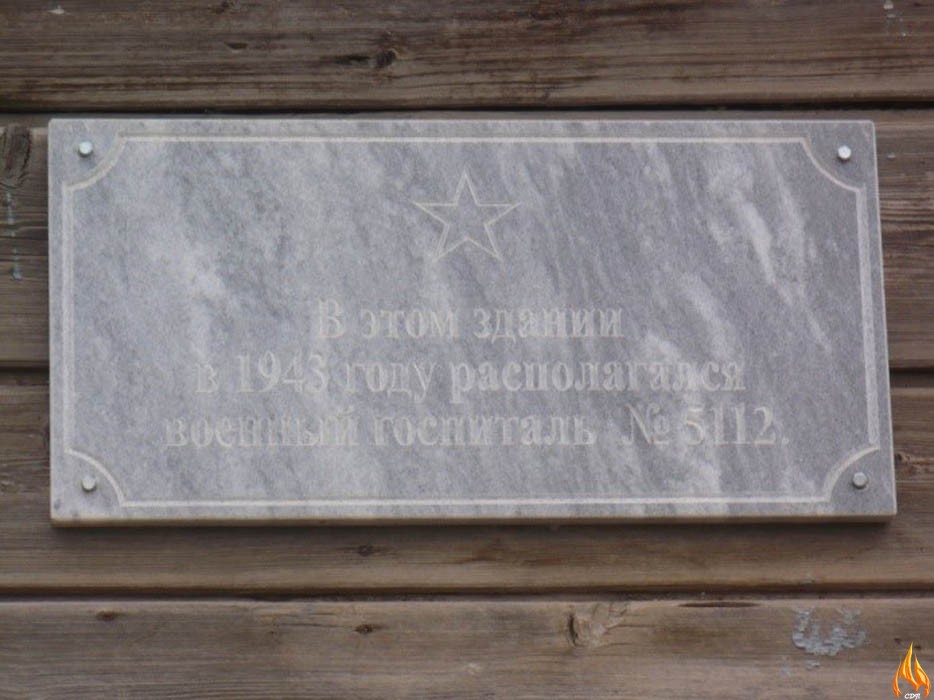 В этом здании
в 1943 году располагался
военный госпиталь № 5112.